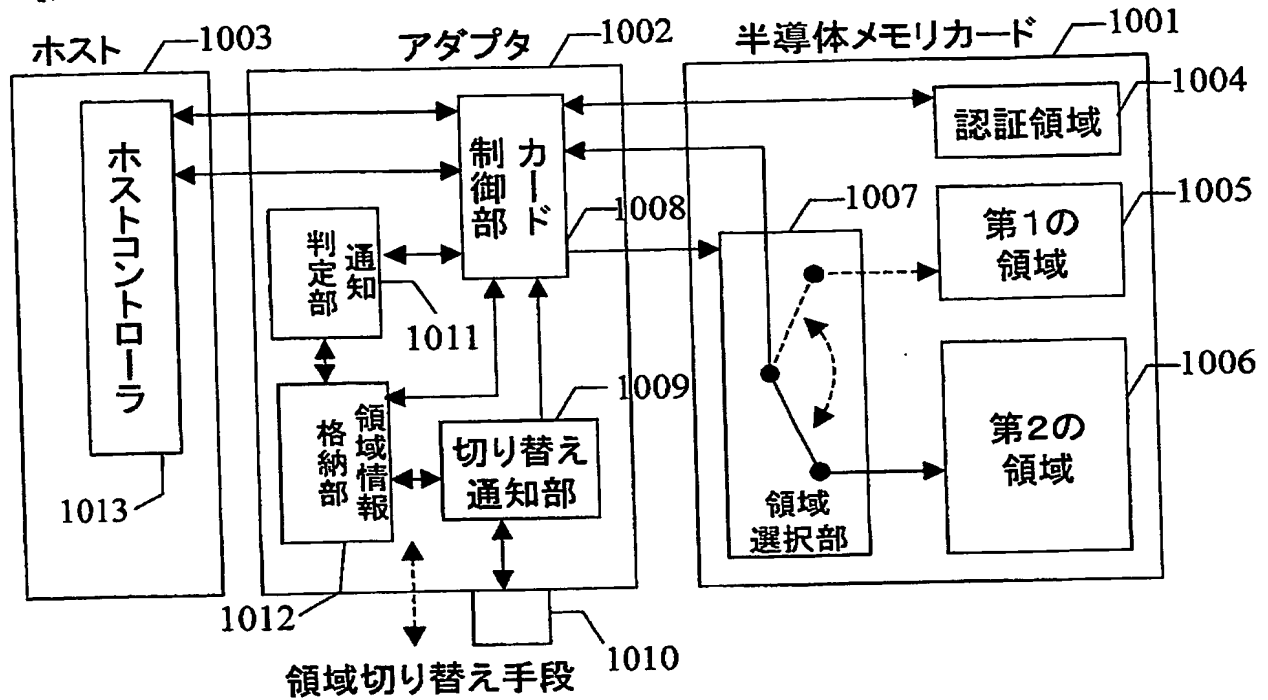 ホスト
1003
アダプタ
1002
半導体メモリカード
1001
ホストコントローラ
1013
カード
制御部
1008
通知
判定部
1011
領域情報
格納部
1012
切り替え
通知部
1009
1010
領域切り替え手段
認証領域
1004
第1の
領域
1005
1007
領域
選択部
第2の
領域
1006